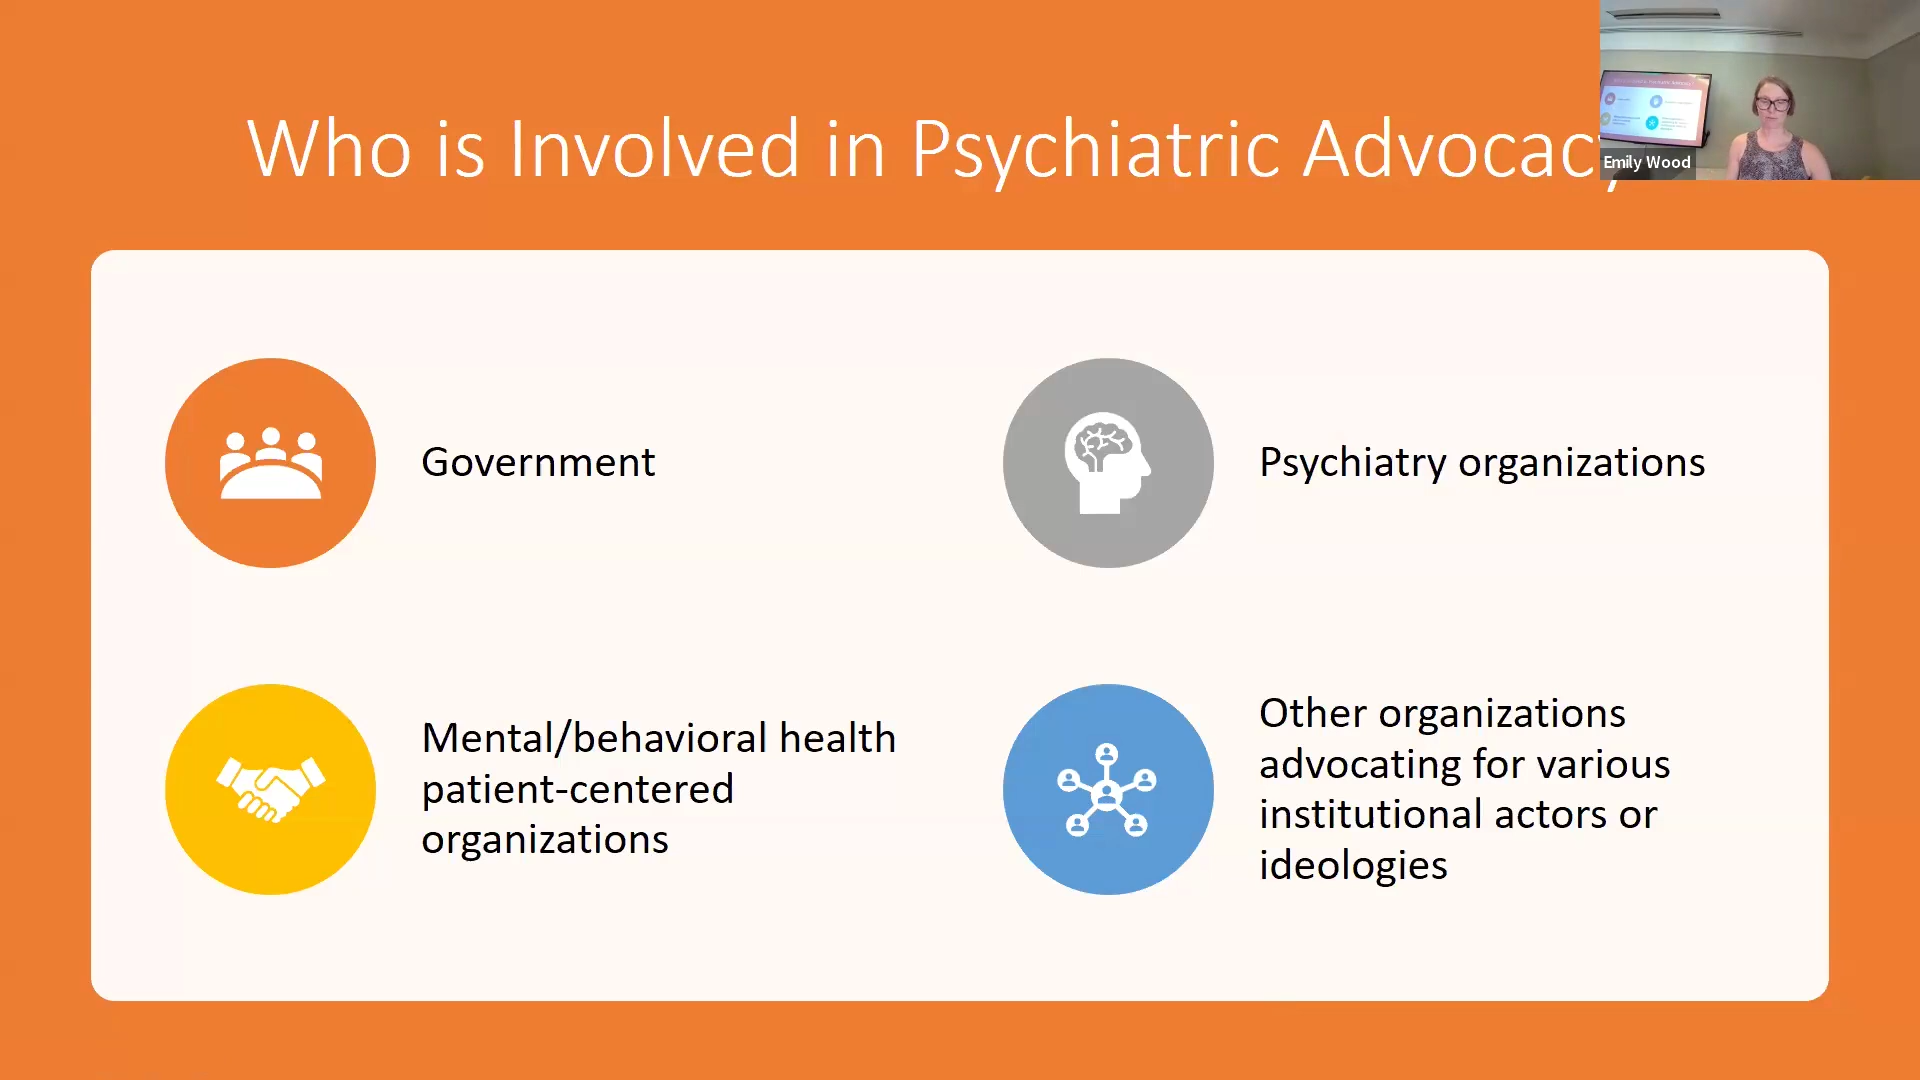 Who is Involved in Psychiatric Advocacy
Emily Wood
Government
Psychiatry organizations
Mental/behavioral health
patient-centered
organizations
Other organizations
advocating for various
institutional actors or
ideologies